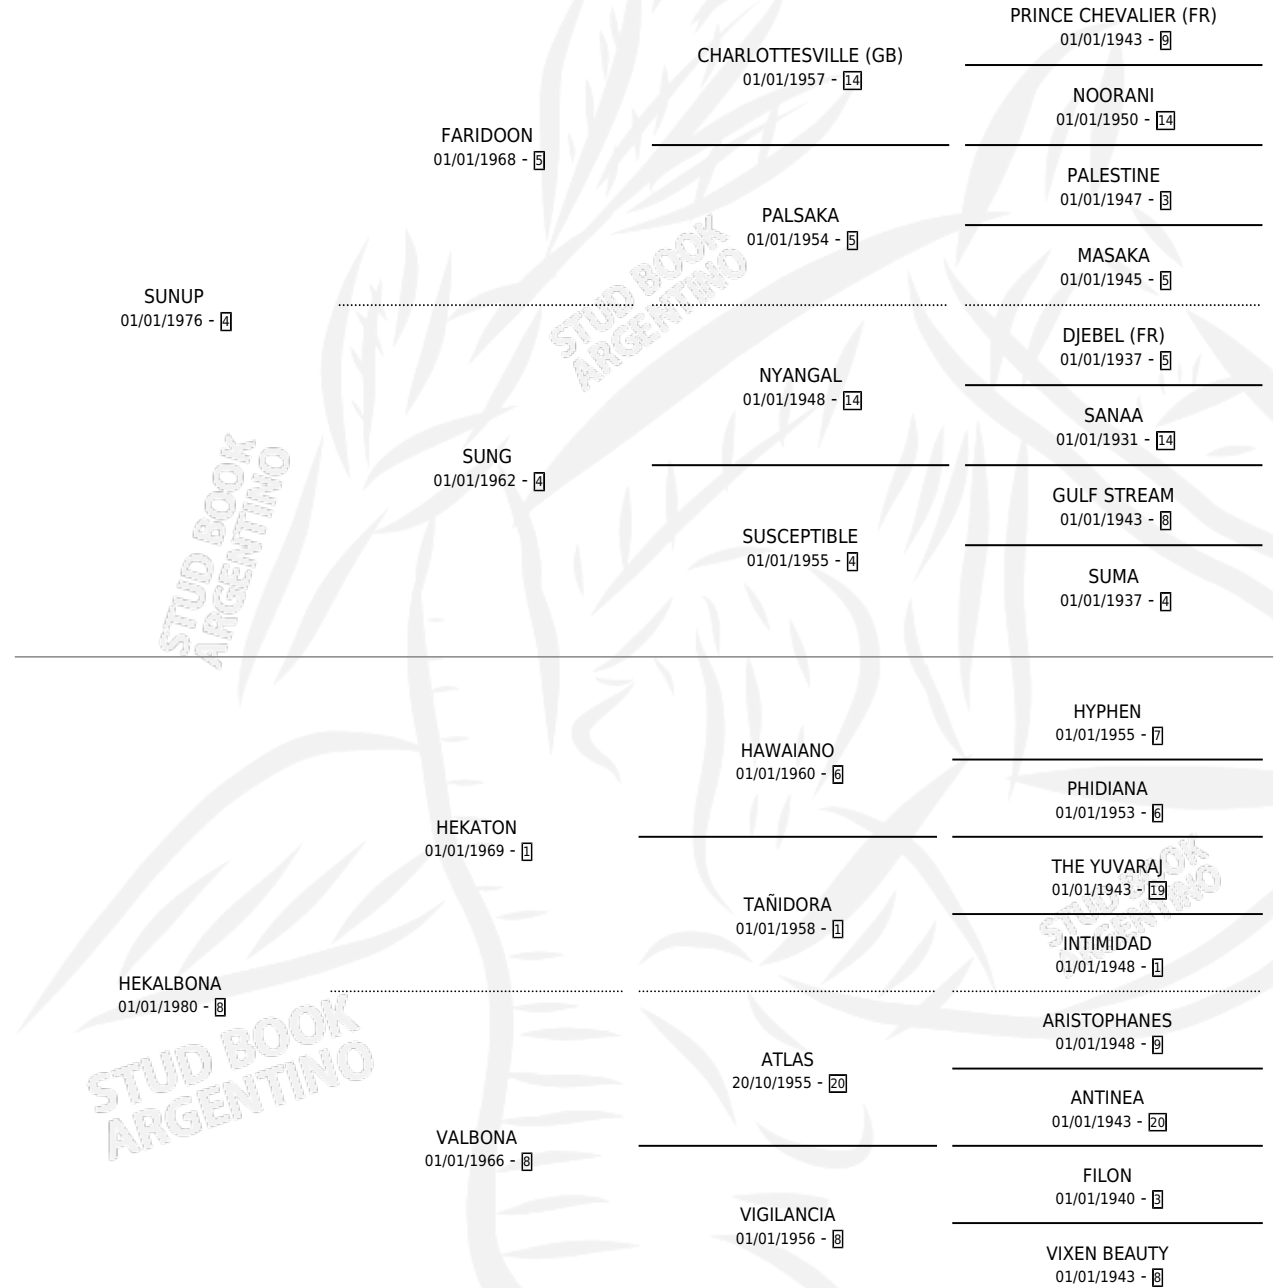 PRINCE CHEVALIER (FR)
01/01/1943 - 9
CHARLOTTESVILLE (GB)
01/01/1957 - 14
NOORANI
01/01/1950 - 14
FARIDOON
01/01/1968 - 5
PALESTINE
01/01/1947 - 3
PALSAKA
01/01/1954 - 5
MASAKA
01/01/1945 - 5
SUNUP
01/01/1976 - 4
DJEBEL (FR)
01/01/1937 - 5
NYANGAL
01/01/1948 - 14
SANAA
01/01/1931 - 14
SUNG
01/01/1962 - 4
GULF STREAM
01/01/1943 - 8
SUSCEPTIBLE
01/01/1955 - 4
SUMA
01/01/1937 - 4
HYPHEN
01/01/1955 - 7
HAWAIANO
01/01/1960 - 6
PHIDIANA
01/01/1953 - 6
HEKATON
01/01/1969 - 1
THE YUVARAJ
01/01/1943 - 19
TAÑIDORA
01/01/1958 - 1
INTIMIDAD
01/01/1948 - 1
HEKALBONA
01/01/1980 - 8
ARISTOPHANES
01/01/1948 - 9
ATLAS
20/10/1955 - 20
ANTINEA
01/01/1943 - 20
VALBONA
01/01/1966 - 8
FILON
01/01/1940 - 3
VIGILANCIA
01/01/1956 - 8
VIXEN BEAUTY
01/01/1943 - 8
STUD BOOK
ARGENTINO
STUD BOOK
ARGENTINO
STUD BOOK
ARGENTINO
STUD BOOK
ARGENTINO